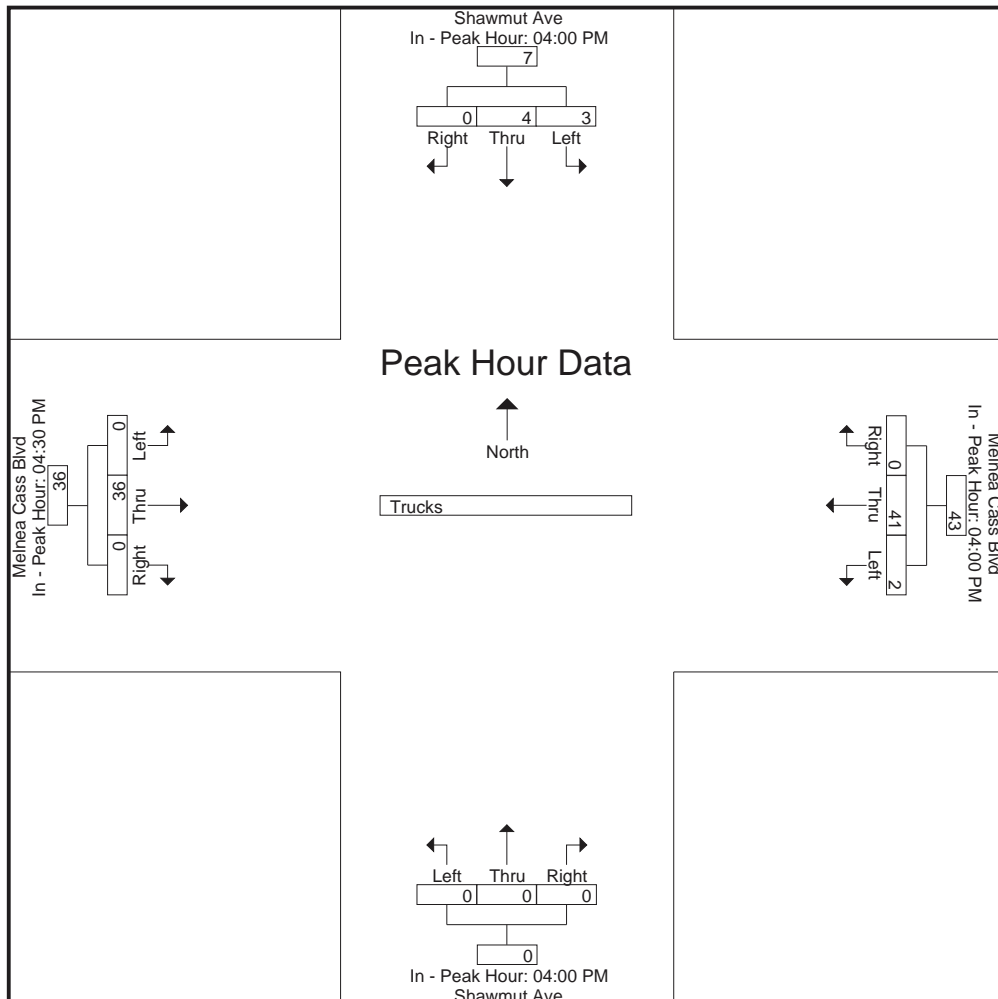 Shawmut Ave
In - Peak Hour: 04:00 PM
7
0 4 3
Right Thru Left
Peak Hour Data
North
Trucks
Melnea Cass Blvd
In - Peak Hour: 04:30 PM
36
0 36 0
Left Thru Right
Melnea Cass Blvd
In - Peak Hour: 04:00 PM
43
0 41 2
Right Thru Left
Left Thru Right
0 0 0
0
In - Peak Hour: 04:00 PM
Shawmut Ave